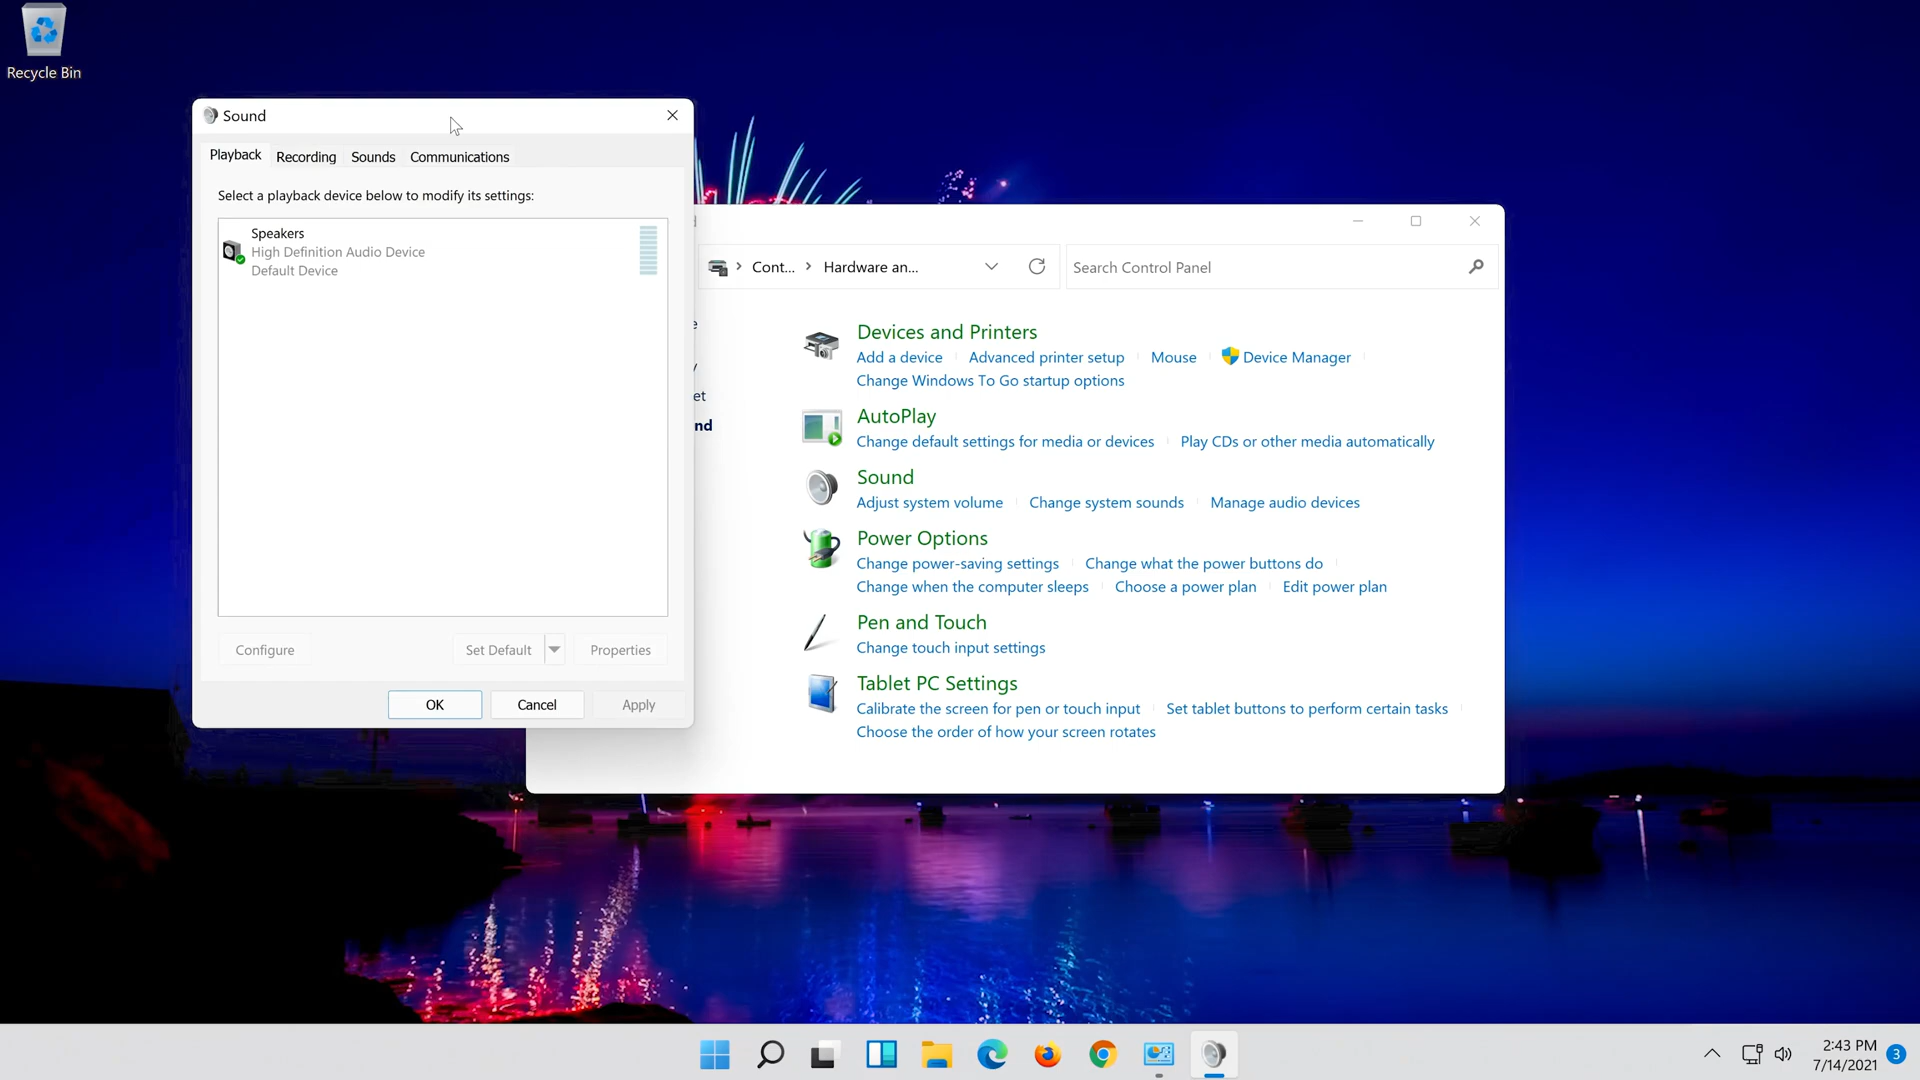 Recycle Bin
Sound
Playback
Recording
Sounds
Communications
Select a playback device below to modify its settings:
Speakers
High Definition Audio Device
Default Device
Configure
Set Default
Properties
OK
Cancel
Apply
Cont...
Hardware an...
Search Control Panel
e
y
et
nd
Devices and Printers
Add a device
Advanced printer setup
Mouse
Device Manager
Change Windows To Go startup options
AutoPlay
Change default settings for media or devices
Play CDs or other media automatically
Sound
Adjust system volume
Change system sounds
Manage audio devices
Power Options
Change power-saving settings
Change what the power buttons do
Change when the computer sleeps
Choose a power plan
Edit power plan
Pen and Touch
Change touch input settings
Tablet PC Settings
Calibrate the screen for pen or touch input
Set tablet buttons to perform certain tasks
Choose the order of how your screen rotates
2:43 PM
7/14/2021
3